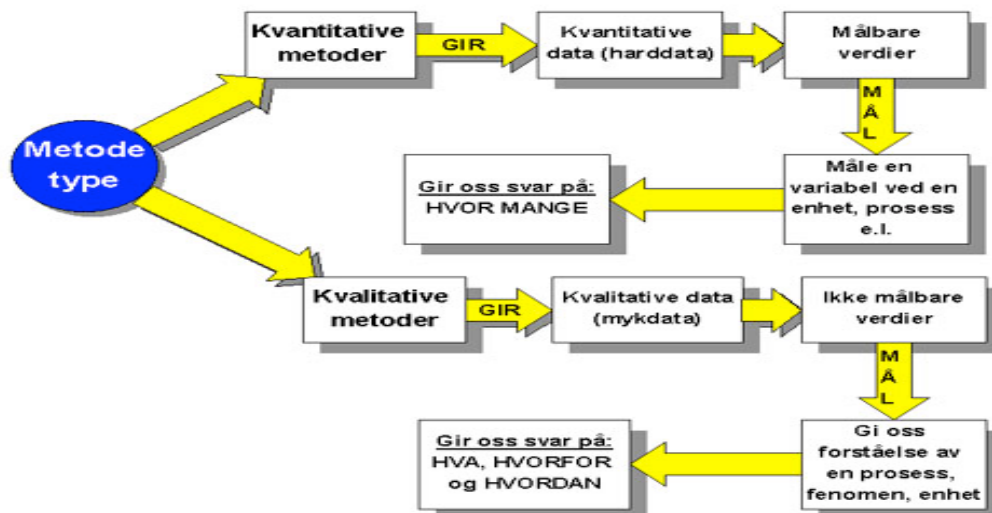 Metode
type
Kvantitative
metoder
GIR
Kvantitative
data (harddata)
Målbare
verdier
M
Å
L
Måle en
variabel ved en
enhet, prosess
e.l.
Gir oss svar på:
HVOR MANGE
Kvalitative
metoder
GIR
Kvalitative data
(mykdata)
Ikke målbare
verdier
M
Å
L
Gi oss
forståelse av
en prosess,
fenomen, enhet
Gir oss svar på:
HVA, HVORFOR
og HVORDAN